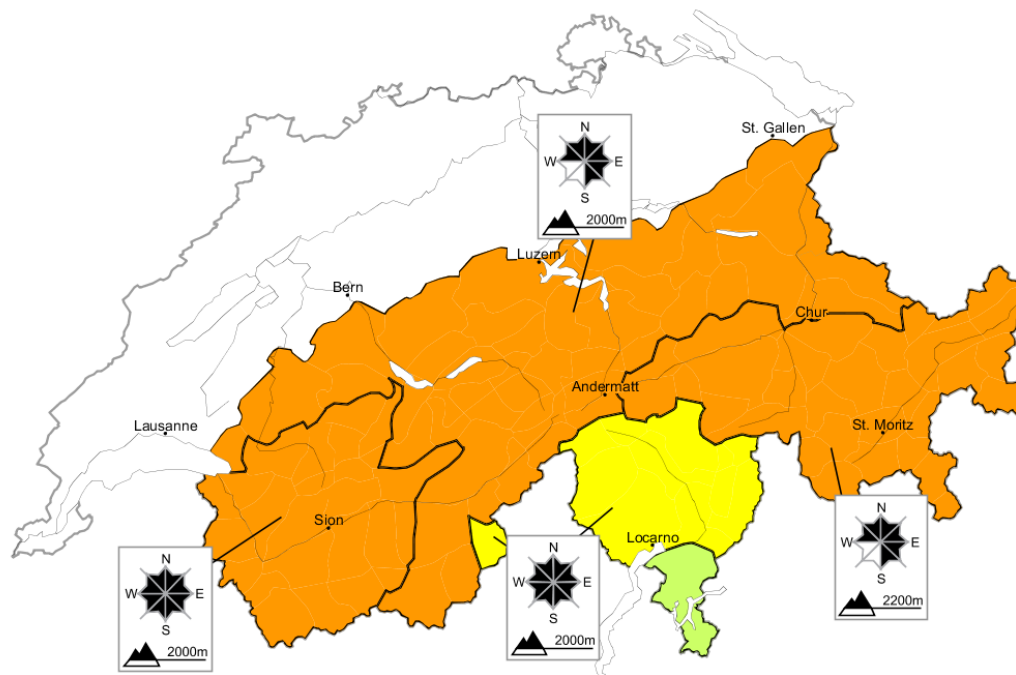 St. Gallen
N
W E
S
2000m
Luzern
Bern
Chur
Andermatt
Lausanne
St. Moritz
Sion
Locarno
N
W E
S
2200m
N
W E
S
2000m
N
W E
S
2000m